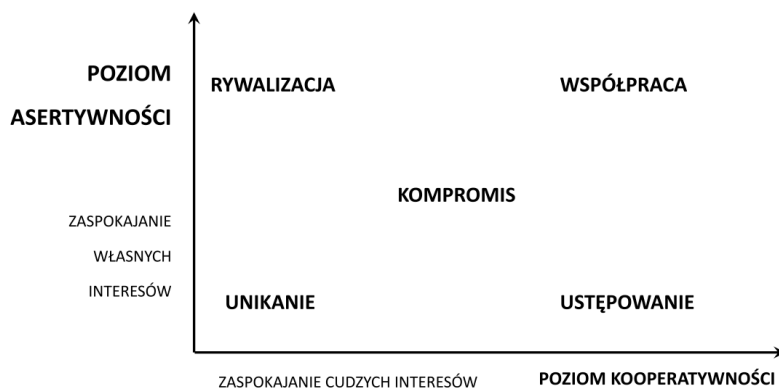 POZIOM
ASERTYWNOŚCI
RYWALIZACJA
WSPÓŁPRACA
KOMPROMIS
ZASPOKAJANIE
WŁASNYCH
INTERESÓW
UNIKANIE
USTĘPOWANIE
ZASPOKAJANIE CUDZYCH INTERESÓW
POZIOM KOOPERATYWNOŚCI